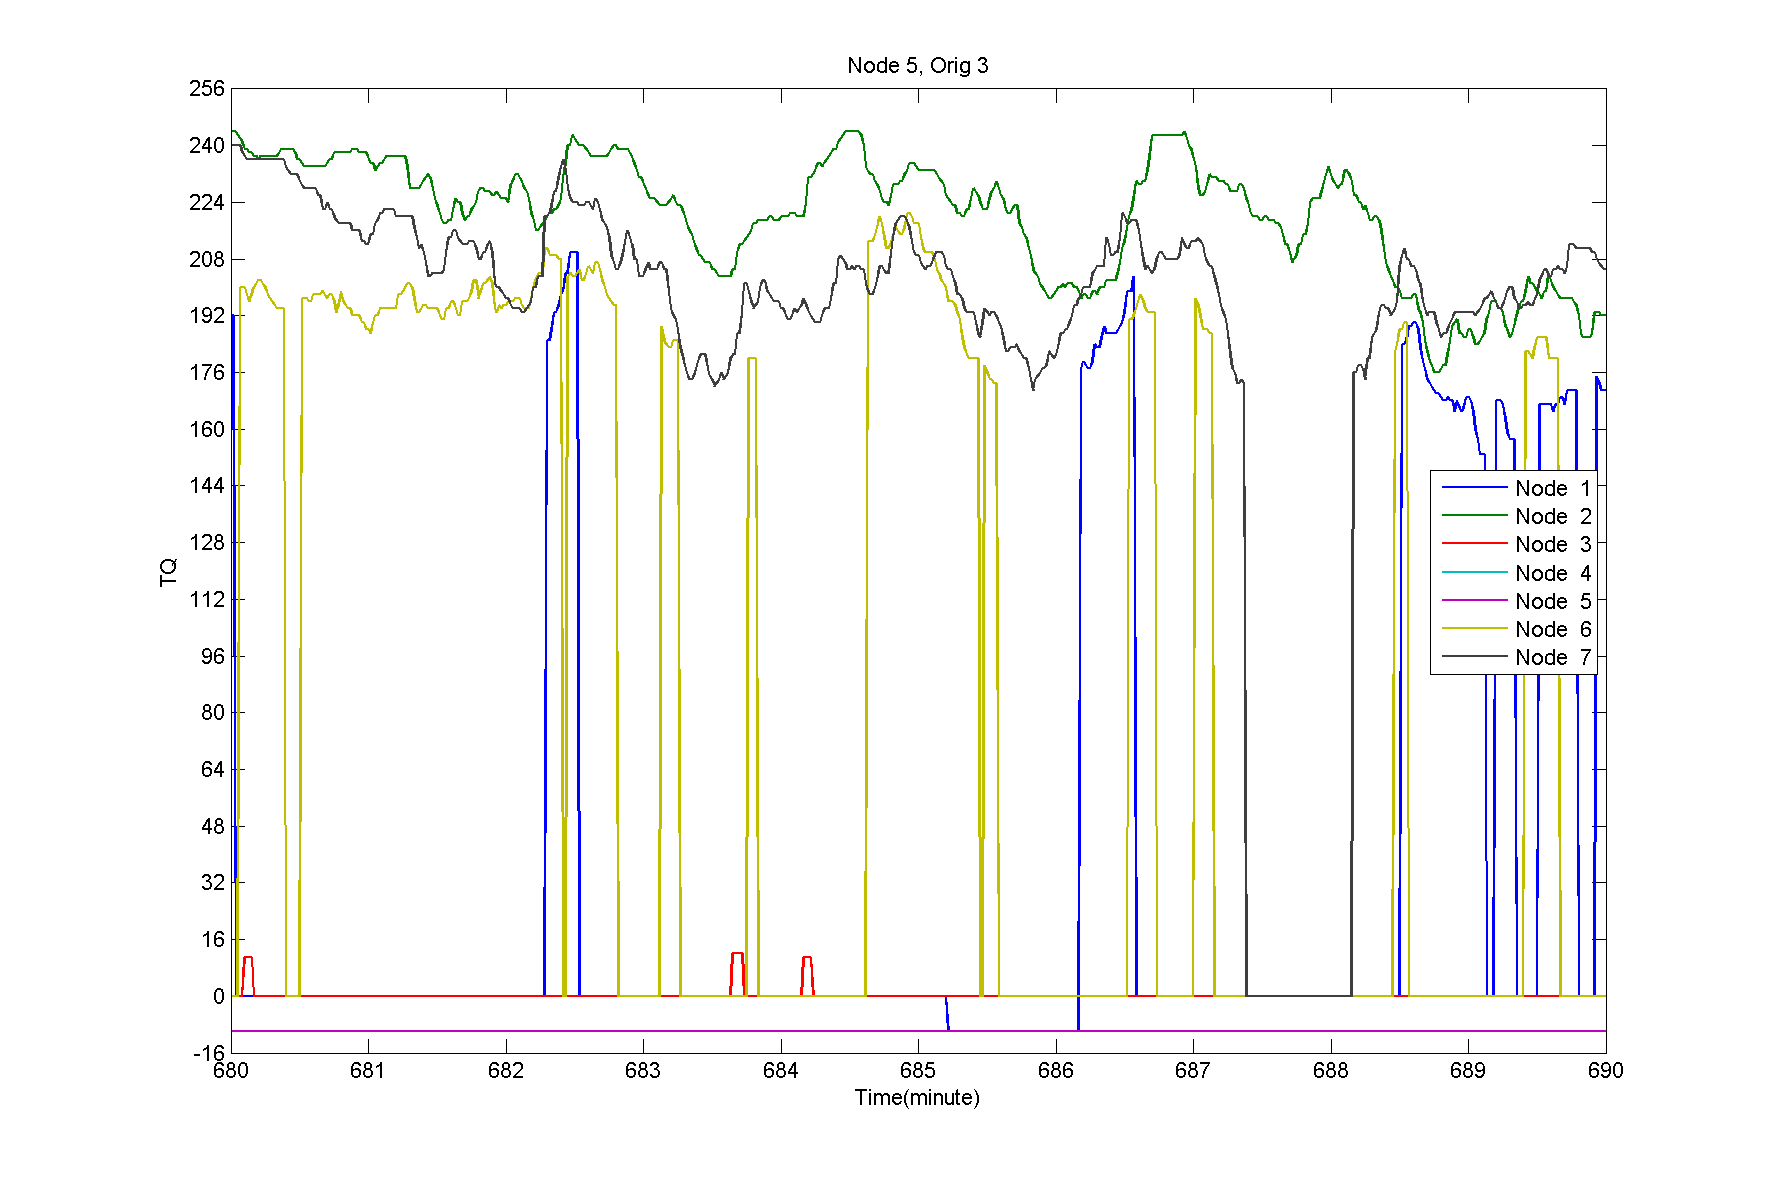 Node 5, Orig 3
256
240
224
208
192
176
160
144
128
112
96
80
64
48
32
16
0
-16
TQ
Node 1
Node 2
Node 3
Node 4
Node 5
Node 6
Node 7
680 681 682 683 684 685 686 687 688 689 690
Time(minute)